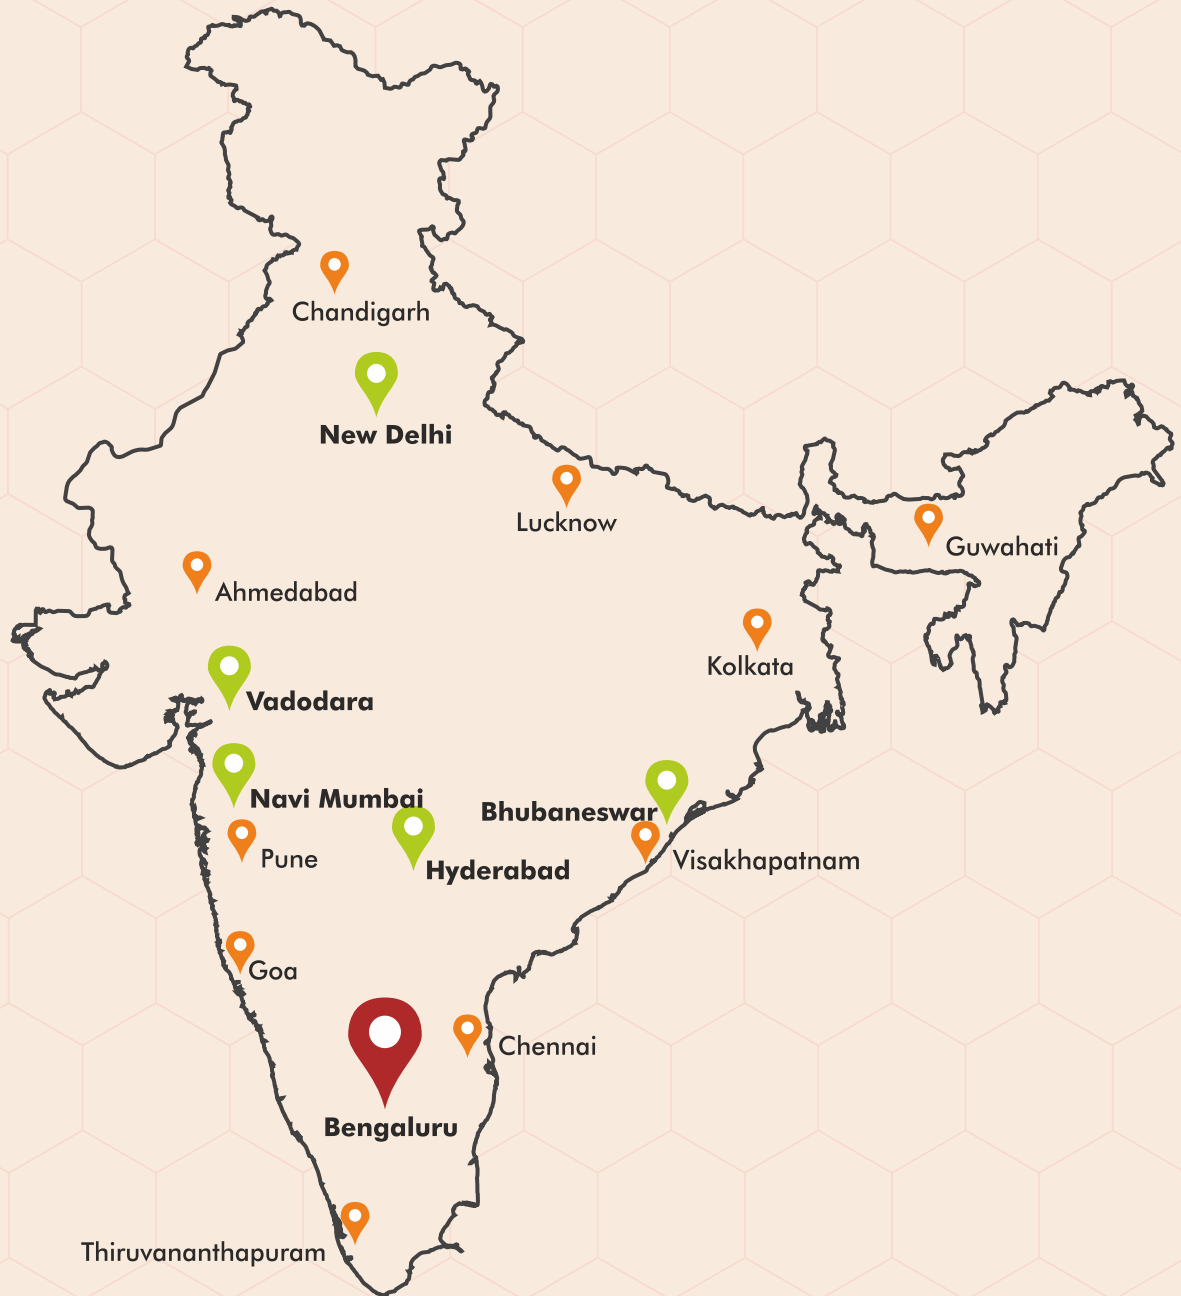 Chandigarh
New Delhi
Lucknow
Guwahati
Ahmedabad
Kolkata
Vadodara
Navi Mumbai
Bhubaneswar
Pune
Visakhapatnam
Hyderabad
Goa
Chennai
Bengaluru
Thiruvananthapuram